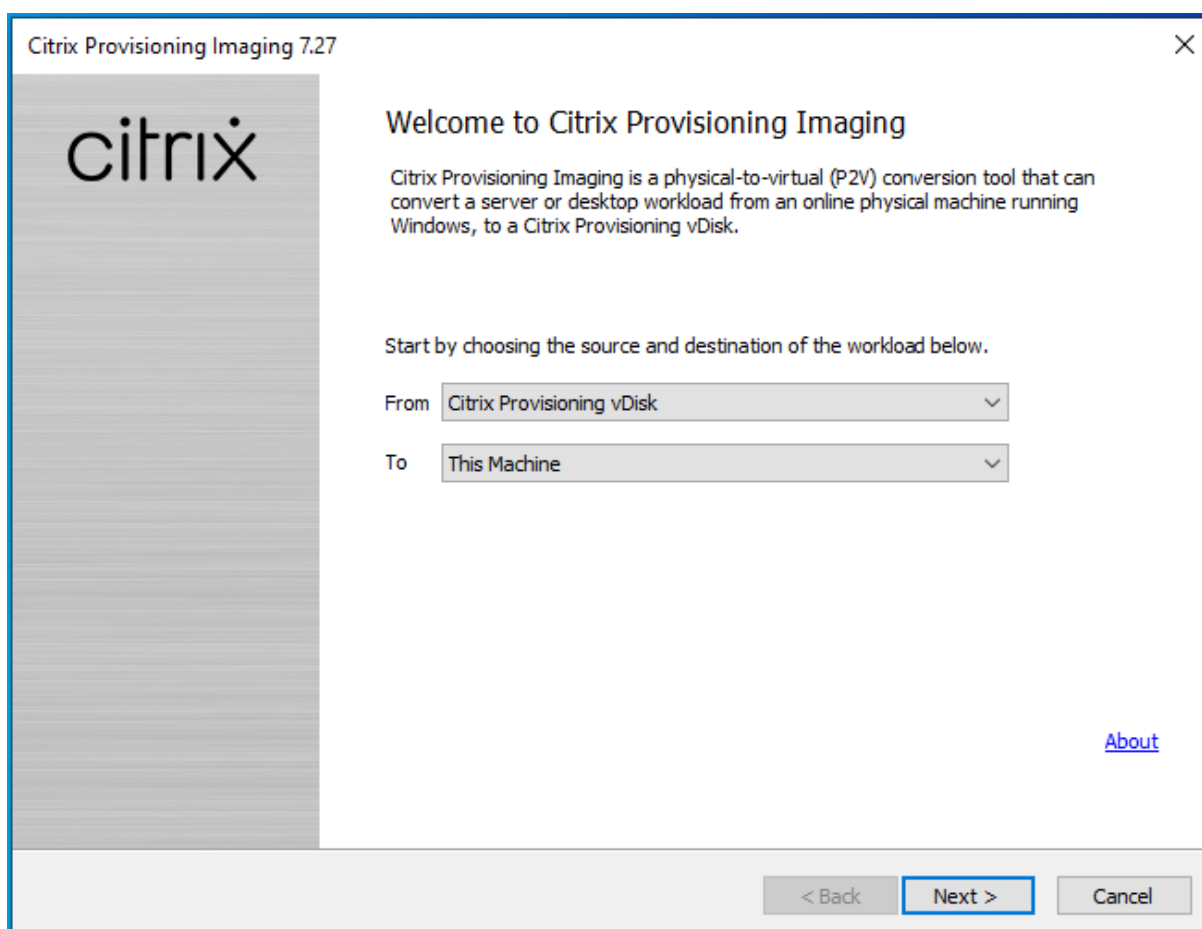 Citrix Provisioning Imaging 7.27
citrix
Welcome to Citrix Provisioning Imaging
Citrix Provisioning Imaging is a physical-to-virtual (P2V) conversion tool that can
convert a server or desktop workload from an online physical machine running
Windows, to a Citrix Provisioning vDisk.
Start by choosing the source and destination of the workload below.
From Citrix Provisioning vDisk
To This Machine
About
< Back Next > Cancel